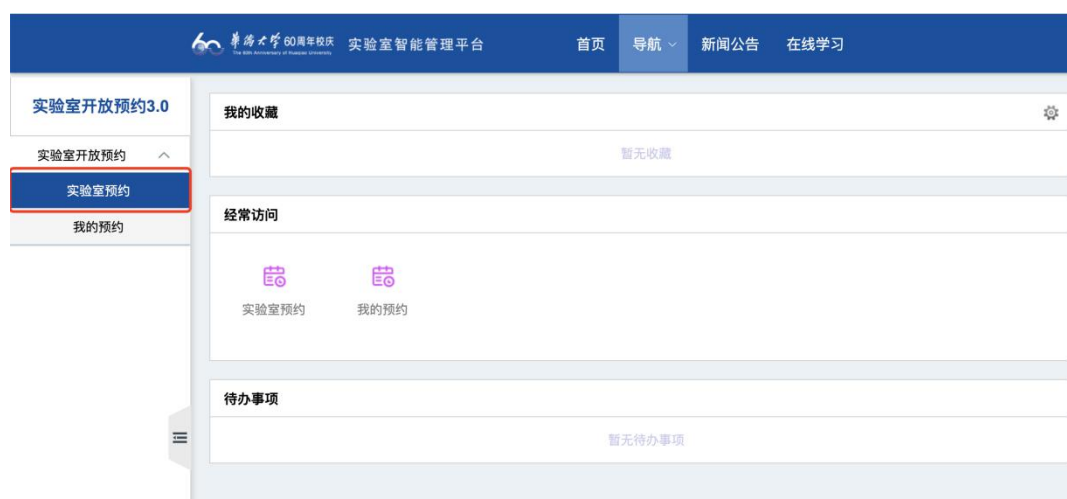 華僑大學 60周年校庆 实验室智能管理平台 首页 导航 新闻公告 在线学习
The 60th Anniversary of Huaqiao University
实验室开放预约3.0
实验室开放预约
实验室预约
我的预约
我的收藏
暂无收藏
经常访问
实验室预约 我的预约
待办事项
暂无待办事项